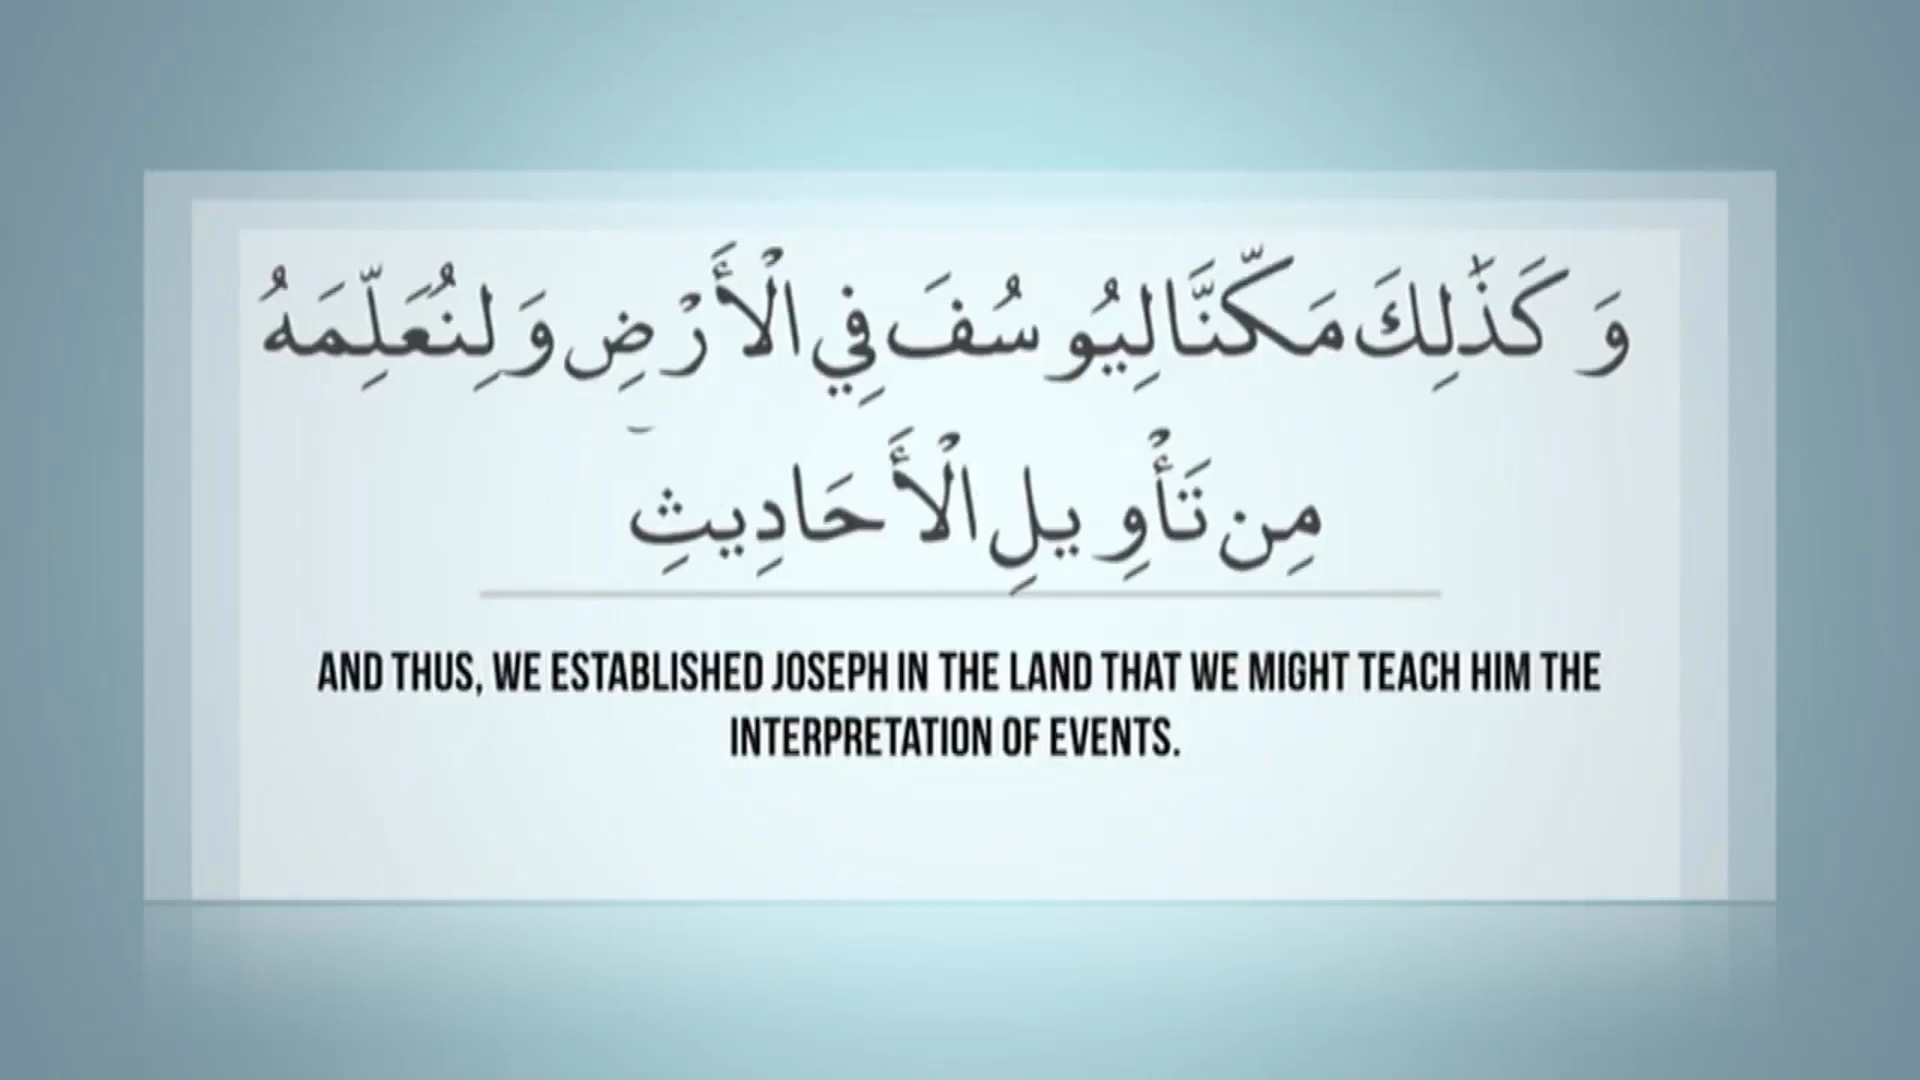 وَكَذَٰلِكَ مَكَّنَّا لِيُوسُفَ فِي الْأَرْضِ وَلِنُعَلِّمَهُ
مِن تَأْوِيلِ الْأَحَادِيثِ
AND THUS, WE ESTABLISHED JOSEPH IN THE LAND THAT WE MIGHT TEACH HIM THE
INTERPRETATION OF EVENTS.